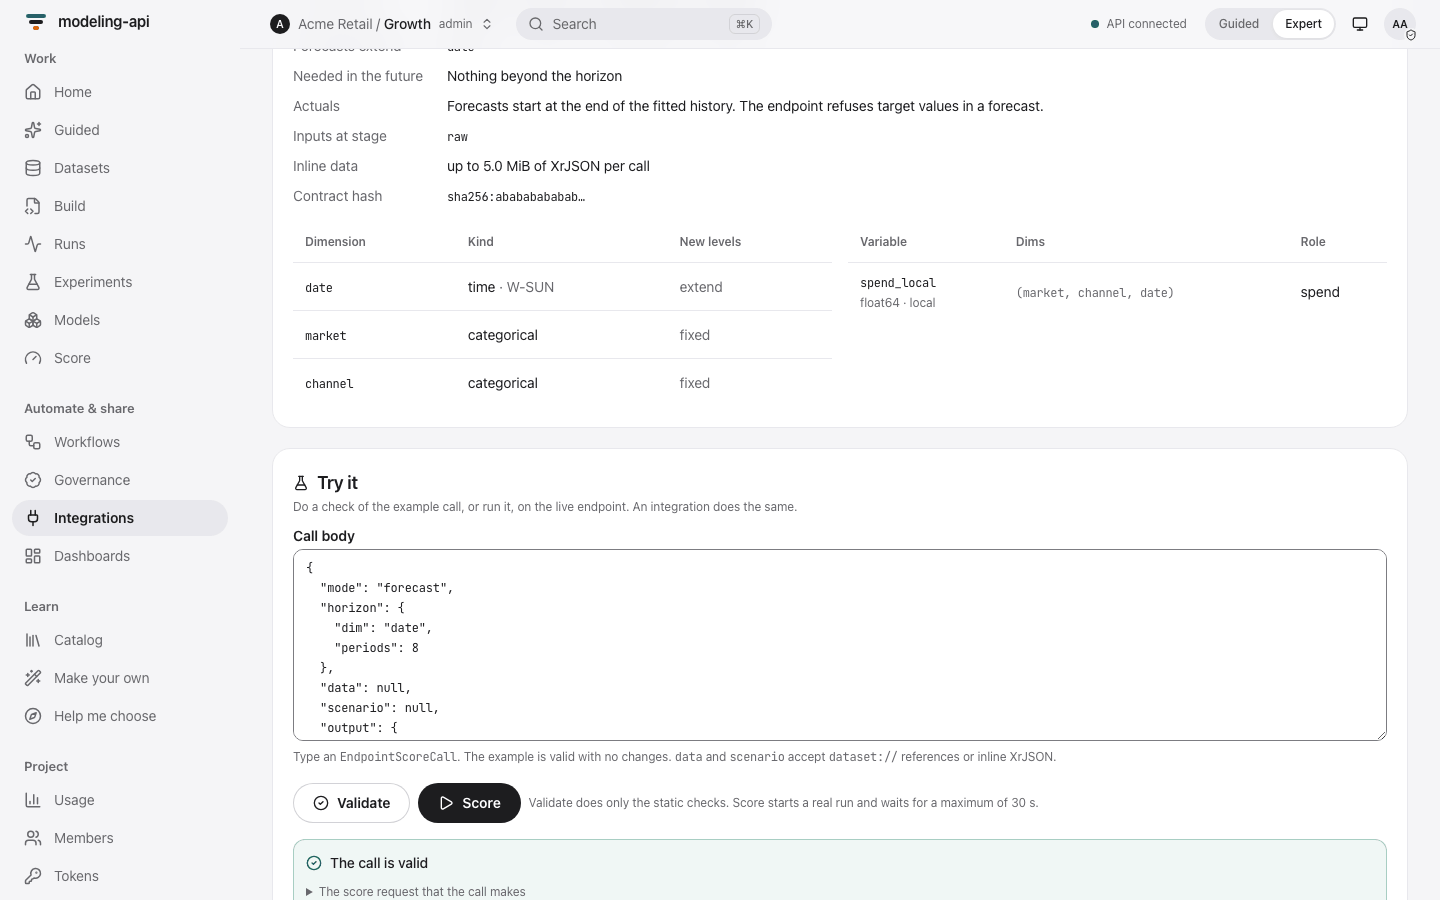 modeling-api
Acme Retail / Growth admin
Search
⌘K
API connected
Guided
Expert
AA
Work
Home
Guided
Datasets
Build
Runs
Experiments
Models
Score
Automate & share
Workflows
Governance
Integrations
Dashboards
Learn
Catalog
Make your own
Help me choose
Project
Usage
Members
Tokens
Forecasts extend date
Needed in the future Nothing beyond the horizon
Actuals Forecasts start at the end of the fitted history. The endpoint refuses target values in a forecast.
Inputs at stage raw
Inline data up to 5.0 MiB of XrJSON per call
Contract hash sha256:ababababab…
Dimension Kind New levels
date time · W-SUN extend
market categorical fixed
channel categorical fixed
Variable Dims Role
spend_local (market, channel, date) spend
float64 · local
Try it
Do a check of the example call, or run it, on the live endpoint. An integration does the same.
Call body
{
"mode": "forecast",
"horizon": {
"dim": "date",
"periods": 8
},
"data": null,
"scenario": null,
"output": {
Type an EndpointScoreCall. The example is valid with no changes. data and scenario accept dataset:// references or inline XrJSON.
Validate
Score
Validate does only the static checks. Score starts a real run and waits for a maximum of 30 s.
The call is valid
The score request that the call makes